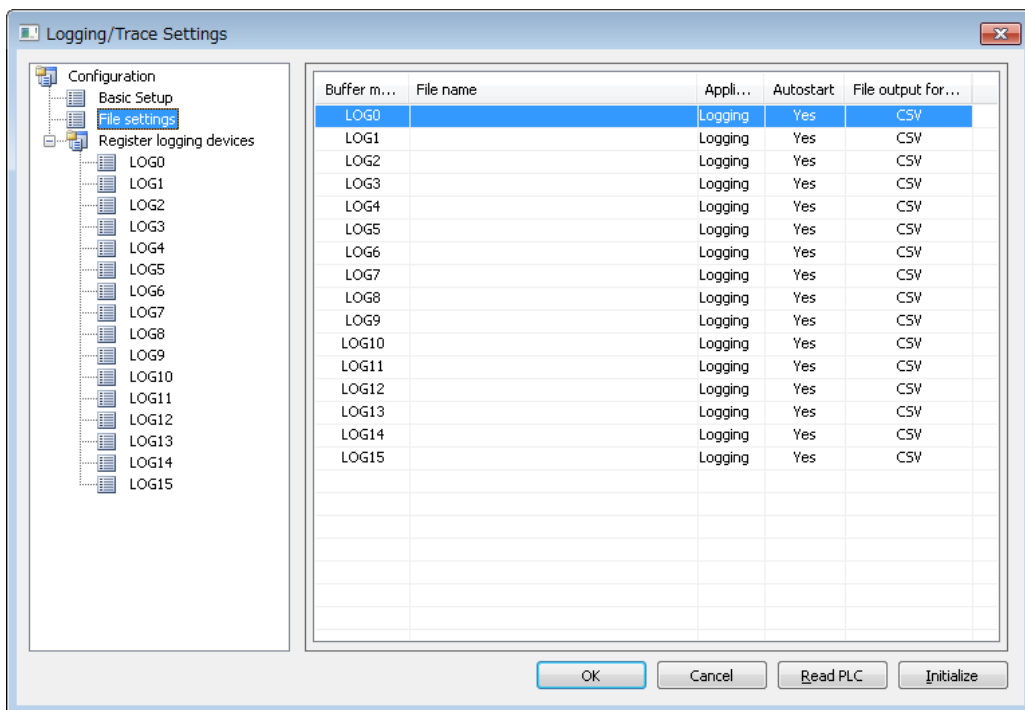 Logging/Trace Settings
Configuration
Basic Setup
File settings
Register logging devices
LOG0
LOG1
LOG2
LOG3
LOG4
LOG5
LOG6
LOG7
LOG8
LOG9
LOG10
LOG11
LOG12
LOG13
LOG14
LOG15
Buffer m... File name Appli... Autostart File output for...
LOG0 Logging Yes CSV
LOG1 Logging Yes CSV
LOG2 Logging Yes CSV
LOG3 Logging Yes CSV
LOG4 Logging Yes CSV
LOG5 Logging Yes CSV
LOG6 Logging Yes CSV
LOG7 Logging Yes CSV
LOG8 Logging Yes CSV
LOG9 Logging Yes CSV
LOG10 Logging Yes CSV
LOG11 Logging Yes CSV
LOG12 Logging Yes CSV
LOG13 Logging Yes CSV
LOG14 Logging Yes CSV
LOG15 Logging Yes CSV
OK Cancel Read PLC Initialize